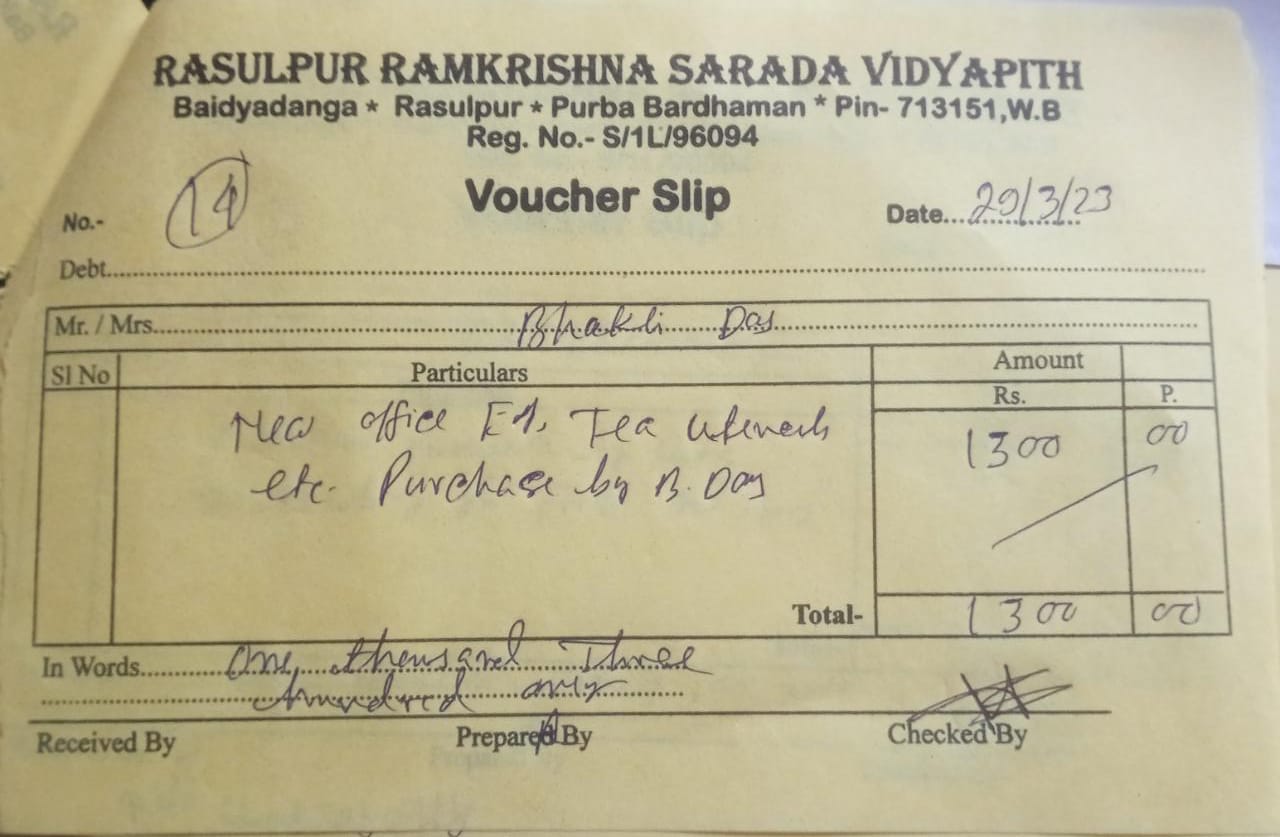 RASULPUR RAMKRISHNA SARADA VIDYAPITH
Baidyadanga * Rasulpur * Purba Bardhaman * Pin- 713151,W.B
Reg. No.- S/1L/96094
No.- 14 Voucher Slip Date... 29/3/23
Debt
Mr. / Mrs. Bhakti Das
Sl No Particulars Amount
Rs. P.
New office Tea utensils 1300 00
etc. Purchase by B. Das
Total- 1300 00
In Words One thousand Three
hundred only
Received By Prepared By Checked By